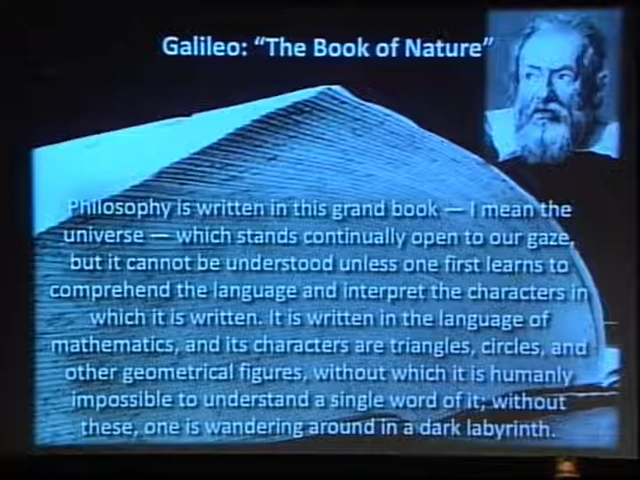 Galileo: “The Book of Nature”
Philosophy is written in this grand book — I mean the
universe — which stands continually open to our gaze,
but it cannot be understood unless one first learns to
comprehend the language and interpret the characters in
which it is written. It is written in the language of
mathematics, and its characters are triangles, circles, and
other geometrical figures, without which it is humanly
impossible to understand a single word of it; without
these, one is wandering around in a dark labyrinth.